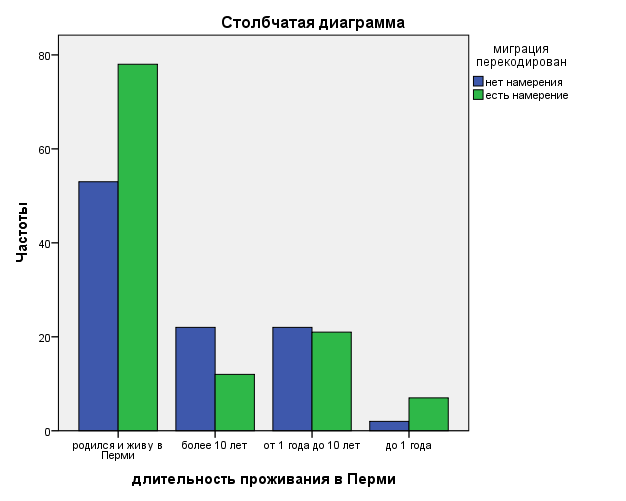 Столбчатая диаграмма
миграция
перекодирован
нет намерения
есть намерение
80
60
40
20
0
Частоты
родился и живу в
Перми
более 10 лет
от 1 года до 10 лет
до 1 года
длительность проживания в Перми